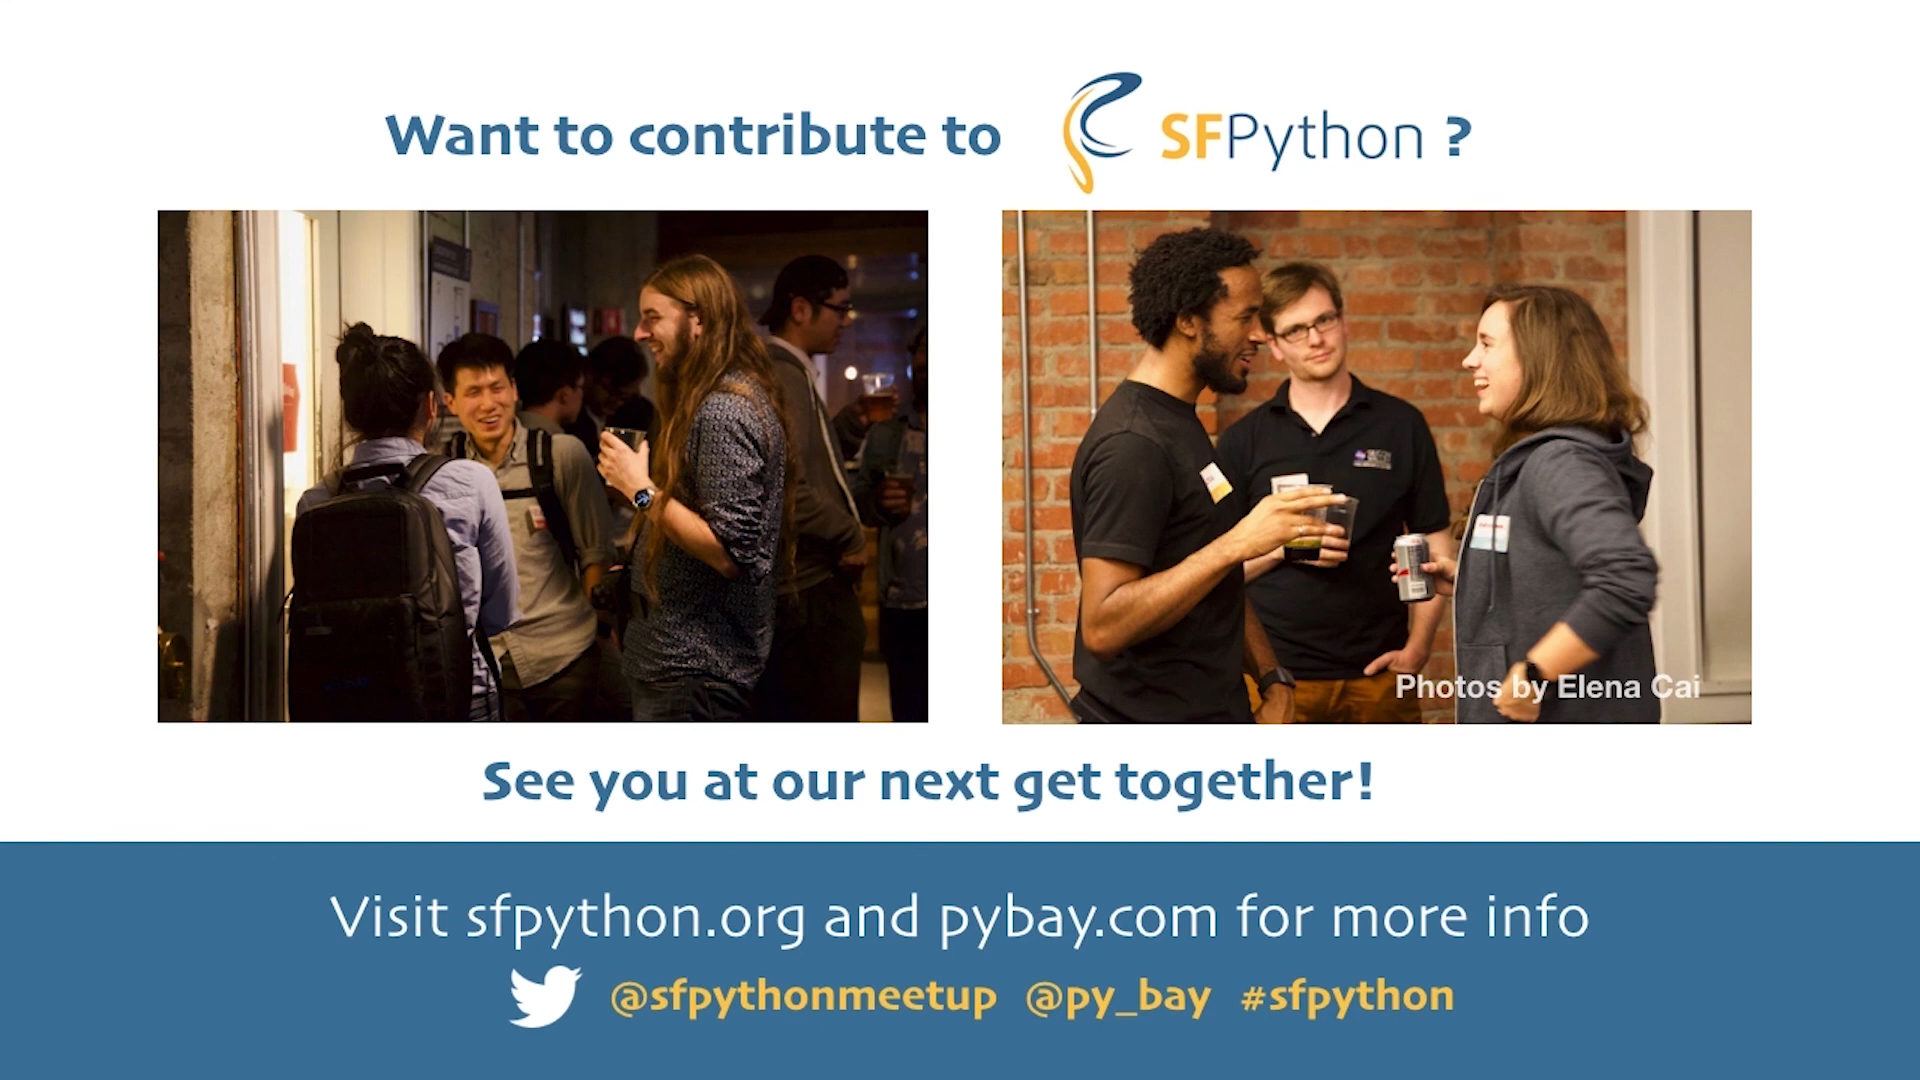 Want to contribute to SFPython ?
Photos by Elena Cai
See you at our next get together!
Visit sfpython.org and pybay.com for more info
@sfpythonmeetup @py_bay #sfpython